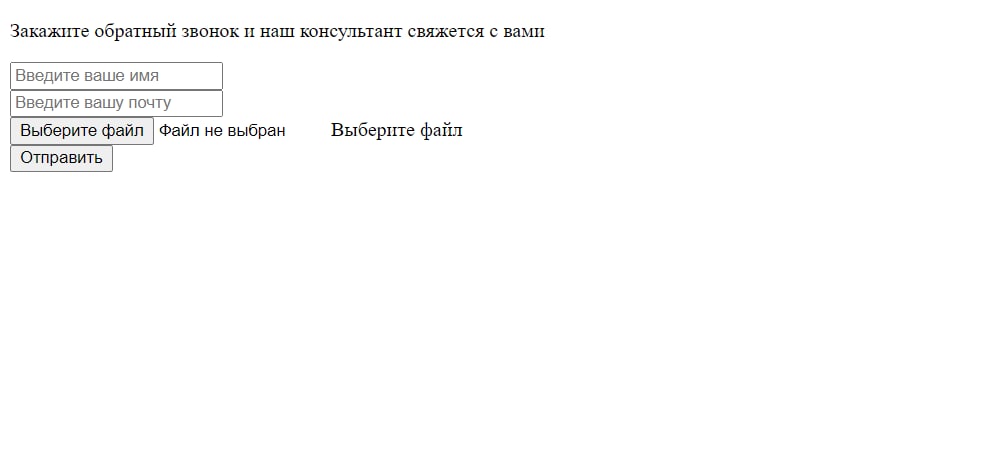 Закажите обратный звонок и наш консультант свяжется с вами
Введите ваше имя
Введите вашу почту
Выберите файл Файл не выбран Выберите файл
Отправить